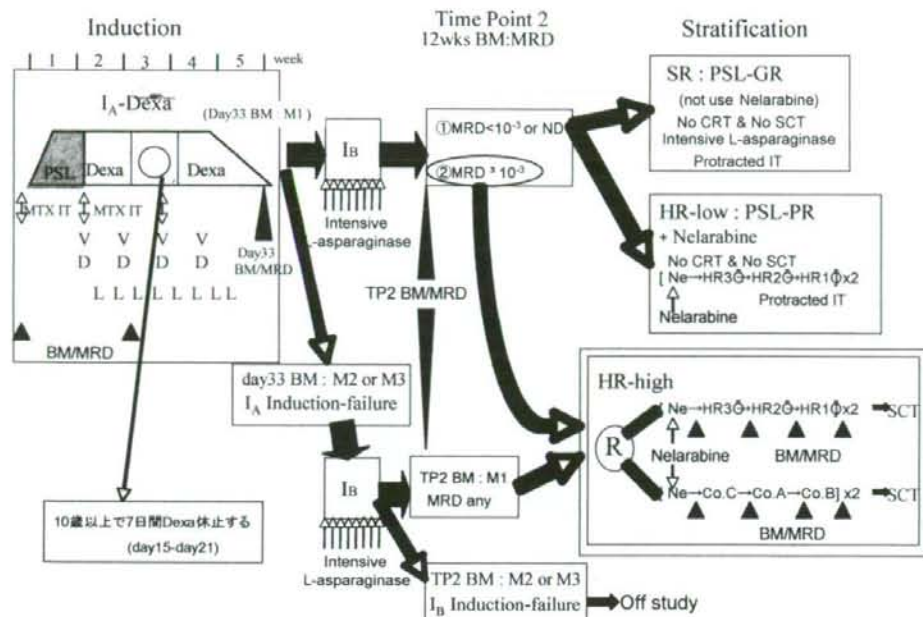 Induction
Time Point 2
12wks BM:MRD
Stratification
1 2 3 4 5 week
I_A-Dexa
(Day33 BM : M1)
PSL Dexa Dexa
MTX IT MTX IT
V V V V
D D D D
L L L L L L L
Day33
BM/MRD
BM/MRD
I_B
Intensive
L-asparaginase
①MRD<10⁻³ or ND
②MRD ³ 10⁻³
TP2 BM/MRD
SR : PSL-GR
(not use Nelarabine)
No CRT & No SCT
Intensive L-asparaginase
Protracted IT
HR-low : PSL-PR
+ Nelarabine
No CRT & No SCT
[ Ne→HR3→HR2→HR1 x2
Protracted IT
Nelarabine
day33 BM : M2 or M3
I_A Induction-failure
I_B
Intensive
L-asparaginase
TP2 BM : M1
MRD any
TP2 BM : M2 or M3
I_B Induction-failure
Off study
HR-high
R
[ Ne→HR3→HR2→HR1 x2 SCT
Nelarabine
BM/MRD
[ Ne→Co.C→Co.A→Co.B] x2 SCT
BM/MRD
10歳以上で7日間Dexa休止する
(day15-day21)